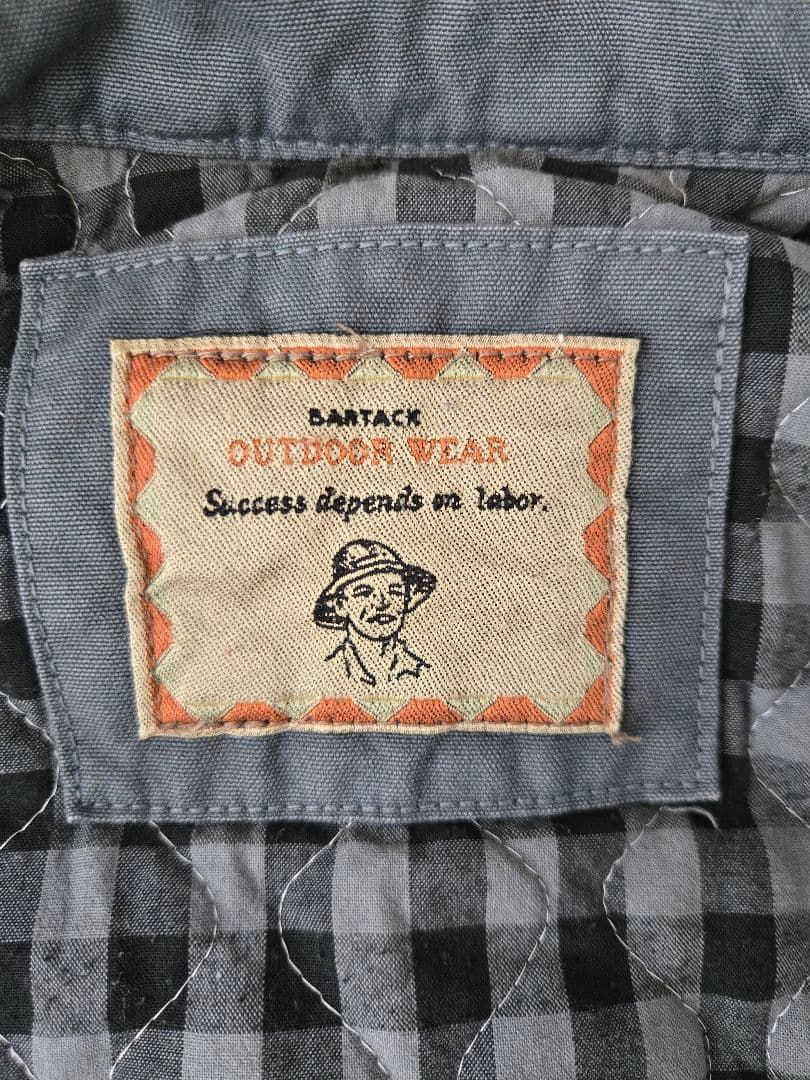 BARTACK
OUTDOOR WEAR
Success depends on labor.